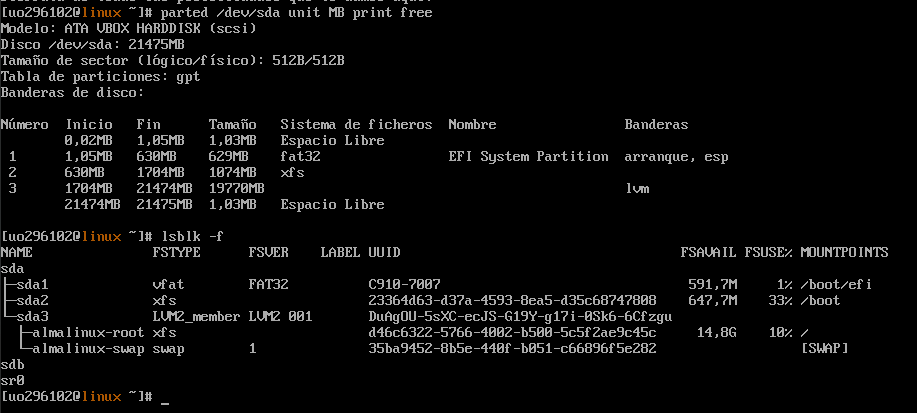 [uo296102@linux ~]# parted /dev/sda unit MB print free
Modelo: ATA VBOX HARDDISK (scsi)
Disco /dev/sda: 21475MB
Tamaño de sector (lógico/físico): 512B/512B
Tabla de particiones: gpt
Banderas de disco:
Número  Inicio   Fin      Tamaño   Sistema de ficheros  Nombre                Banderas
        0,02MB   1,05MB   1,03MB   Espacio Libre
 1      1,05MB   630MB    629MB    fat32                EFI System Partition  arranque, esp
 2      630MB    1704MB   1074MB   xfs
 3      1704MB   21474MB  19770MB                                             lvm
        21474MB  21475MB  1,03MB   Espacio Libre
[uo296102@linux ~]# lsblk -f
NAME               FSTYPE      FSVER    LABEL UUID                                   FSAVAIL FSUSE% MOUNTPOINTS
sda
├─sda1             vfat        FAT32          C910-7007                               591,7M     1% /boot/efi
├─sda2             xfs                        23364d63-d37a-4593-8ea5-d35c68747808    647,7M    33% /boot
└─sda3             LVM2_member LVM2 001       DuAgOU-5sXC-ecJS-G19Y-g17i-0Sk6-6Cfzgu
  ├─almalinux-root xfs                        d46c6322-5766-4002-b500-5c5f2ae9c45c     14,8G    10% /
  └─almalinux-swap swap        1              35ba9452-8b5e-440f-b051-c66896f5e282                  [SWAP]
sdb
sr0
[uo296102@linux ~]# _